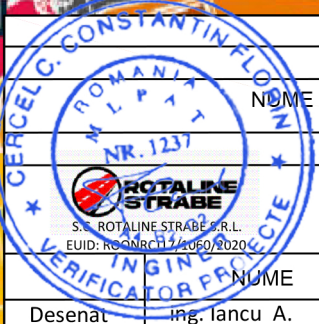 CERCEL C. CONSTANTIN FLORIN
ROMANIA
M L P A T
NR. 1237
NUME
ROTALINE
STRABE
S.C. ROTALINE STRABE S.R.L.
EUID: ROONRC.J17/1060/2020
INGINER
VERIFICATOR PROIECTE
NUME
Desenat
Ing. Iancu A.